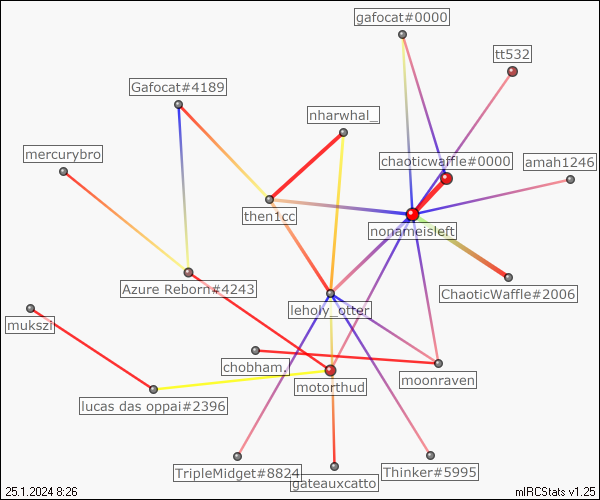 gafocat#0000
tt532
Gafocat#4189
nharwhal_
mercurybro
chaoticwaffle#0000
amah1246
then1cc
nonameisleft
Azure Reborn#4243
ChaoticWaffle#2006
leholy_otter
mukszi
chobham.
moonraven
motorthud
lucas das oppai#2396
TripleMidget#8824
gateauxcatto
Thinker#5995
25.1.2024 8:26
mIRCStats v1.25